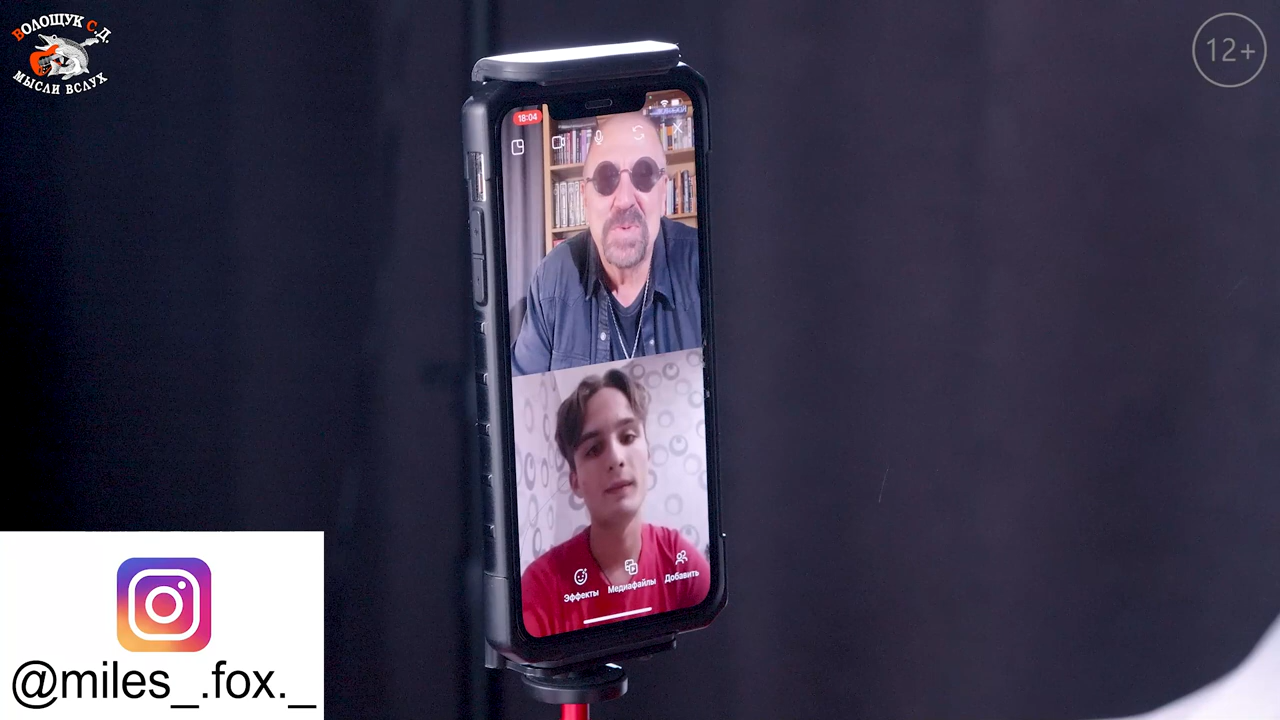 ВОЛОЩУК С.Д.
МЫСЛИ ВСЛУХ
12+
18:04
Эффекты
Медиафайлы
Добавить
@miles_.fox._